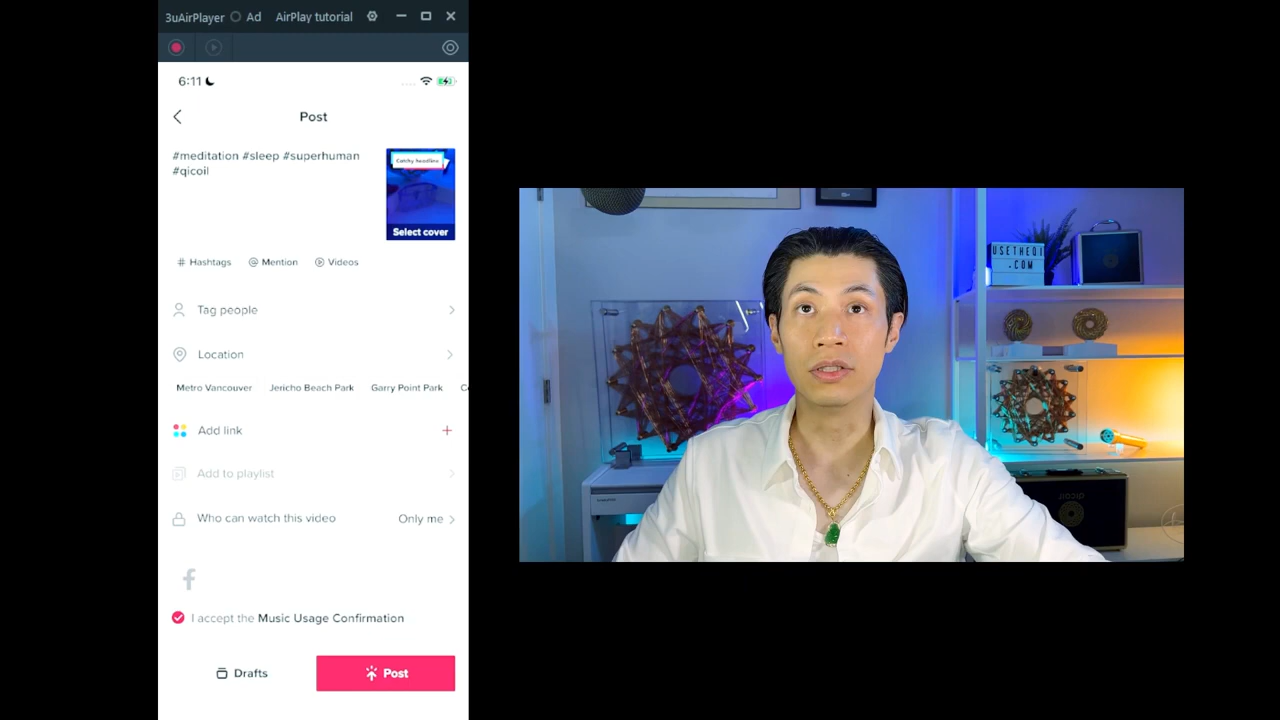 3uAirPlayer Ad AirPlay tutorial
6:11
Post
#meditation #sleep #superhuman
#qicoil
Catchy headline
Select cover
# Hashtags @ Mention Videos
Tag people
Location
Metro Vancouver Jericho Beach Park Garry Point Park
Add link
Add to playlist
Who can watch this video Only me
I accept the Music Usage Confirmation
Drafts Post
USETHEQI
.COM